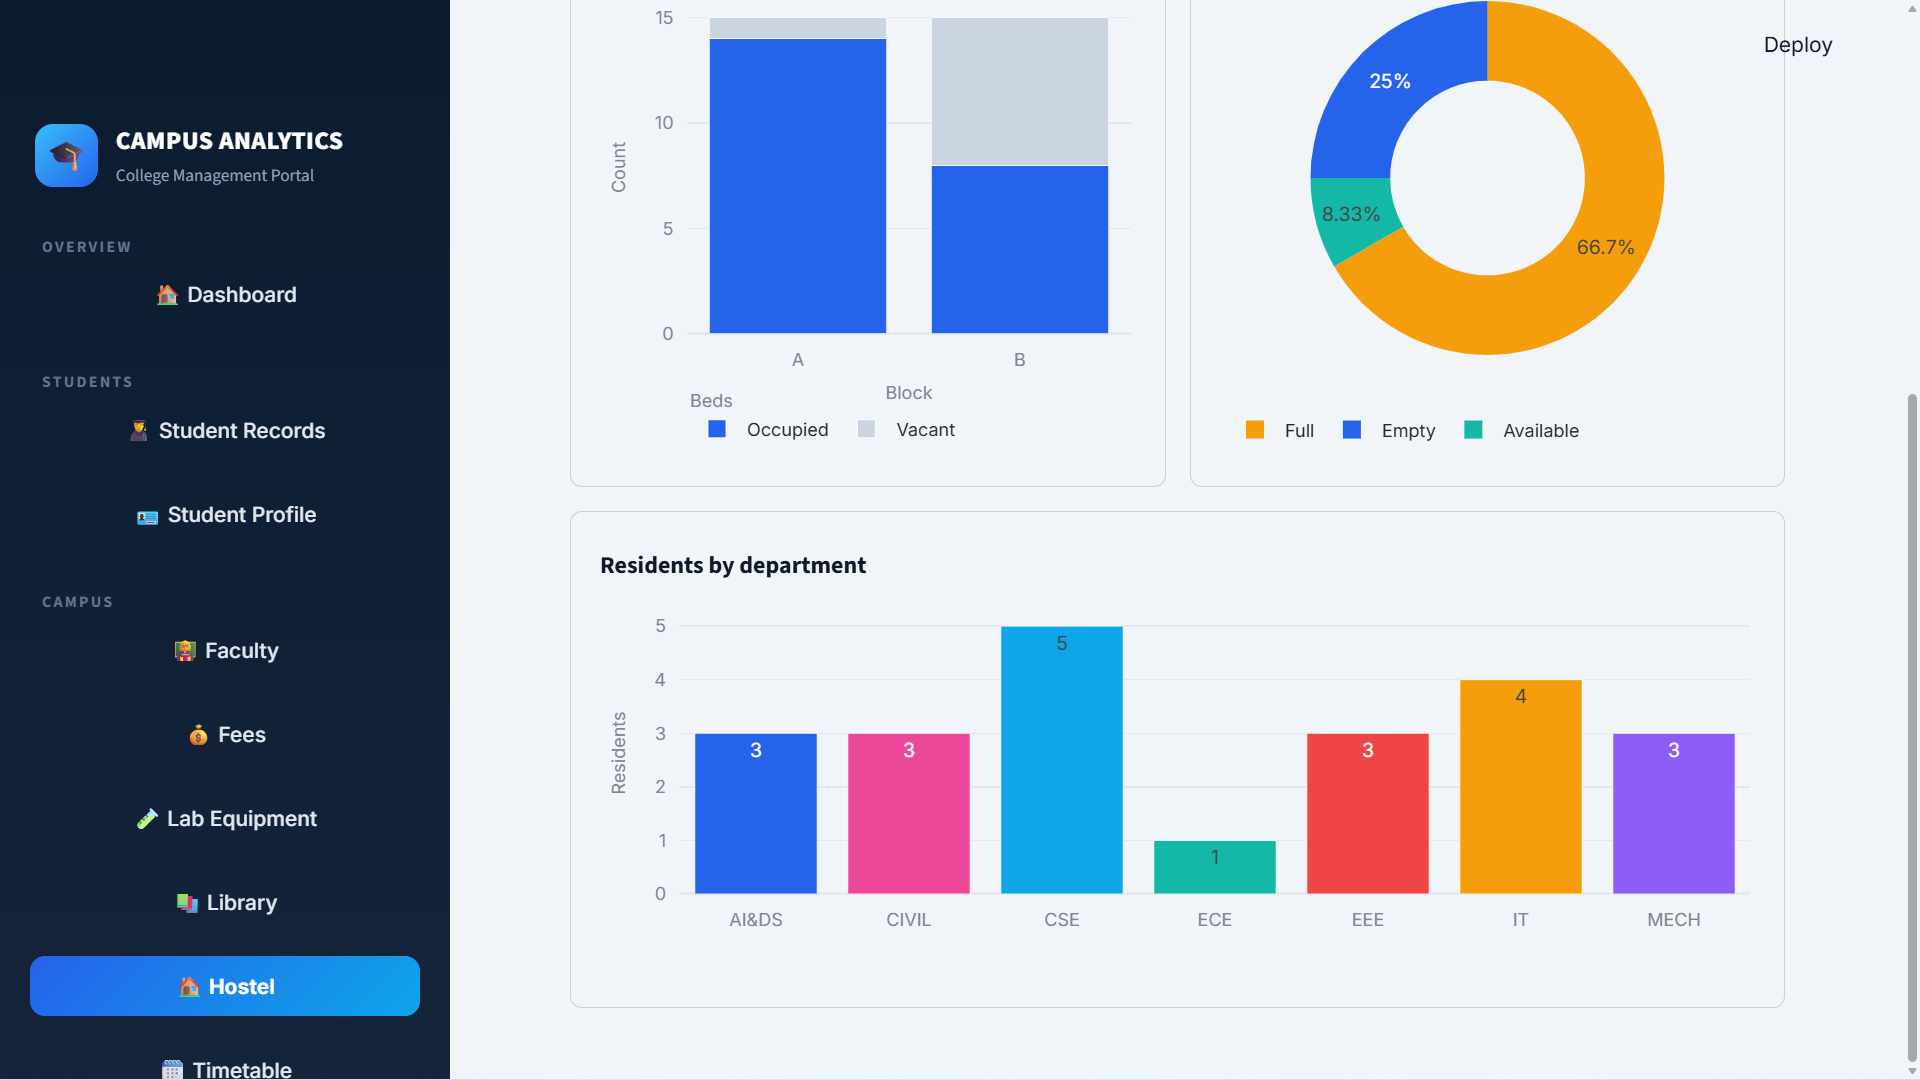 CAMPUS ANALYTICS
College Management Portal
OVERVIEW
Dashboard
STUDENTS
Student Records
Student Profile
CAMPUS
Faculty
Fees
Lab Equipment
Library
Hostel
Timetable
Deploy
15
10
5
0
Count
A
B
Block
Beds
Occupied
Vacant
25%
8.33%
66.7%
Full
Empty
Available
Residents by department
5
4
3
2
1
0
Residents
3
3
5
1
3
4
3
AI&DS
CIVIL
CSE
ECE
EEE
IT
MECH